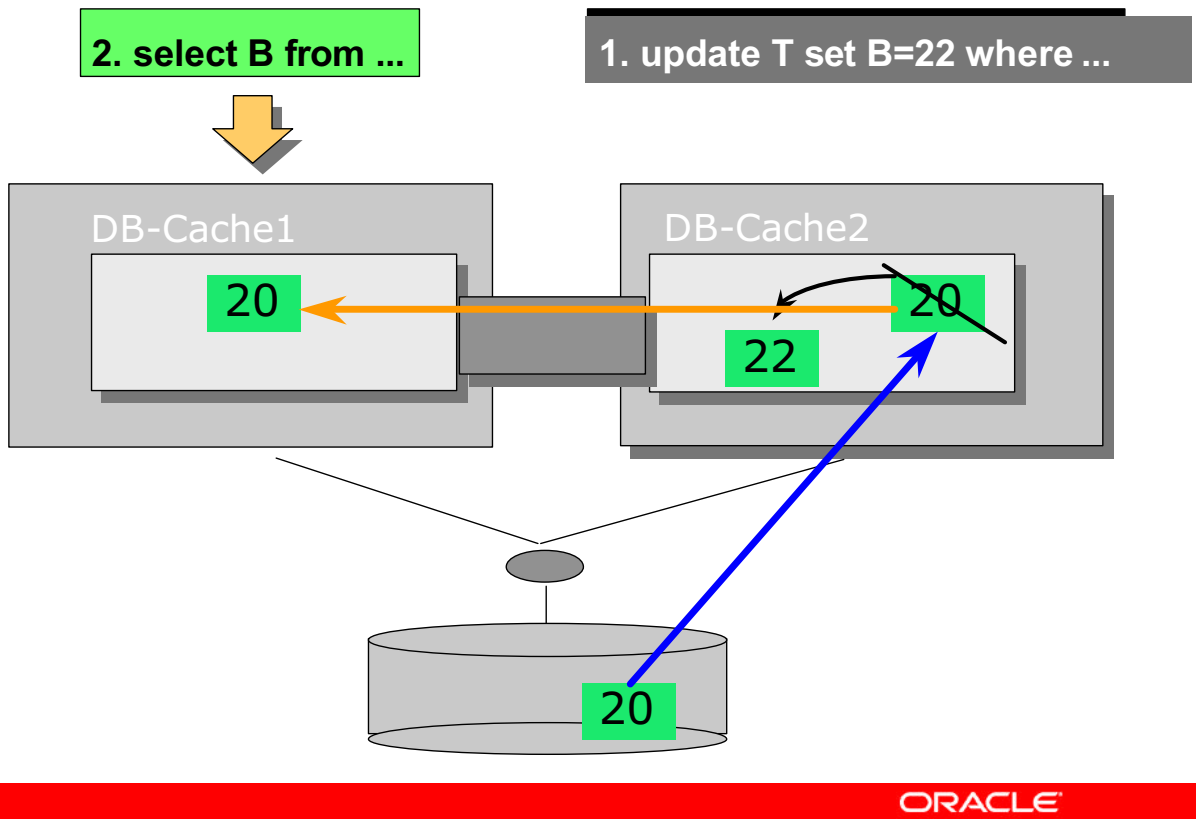 2. select B from ...
1. update T set B=22 where ...
DB-Cache1
DB-Cache2
20
20
22
20
ORACLE